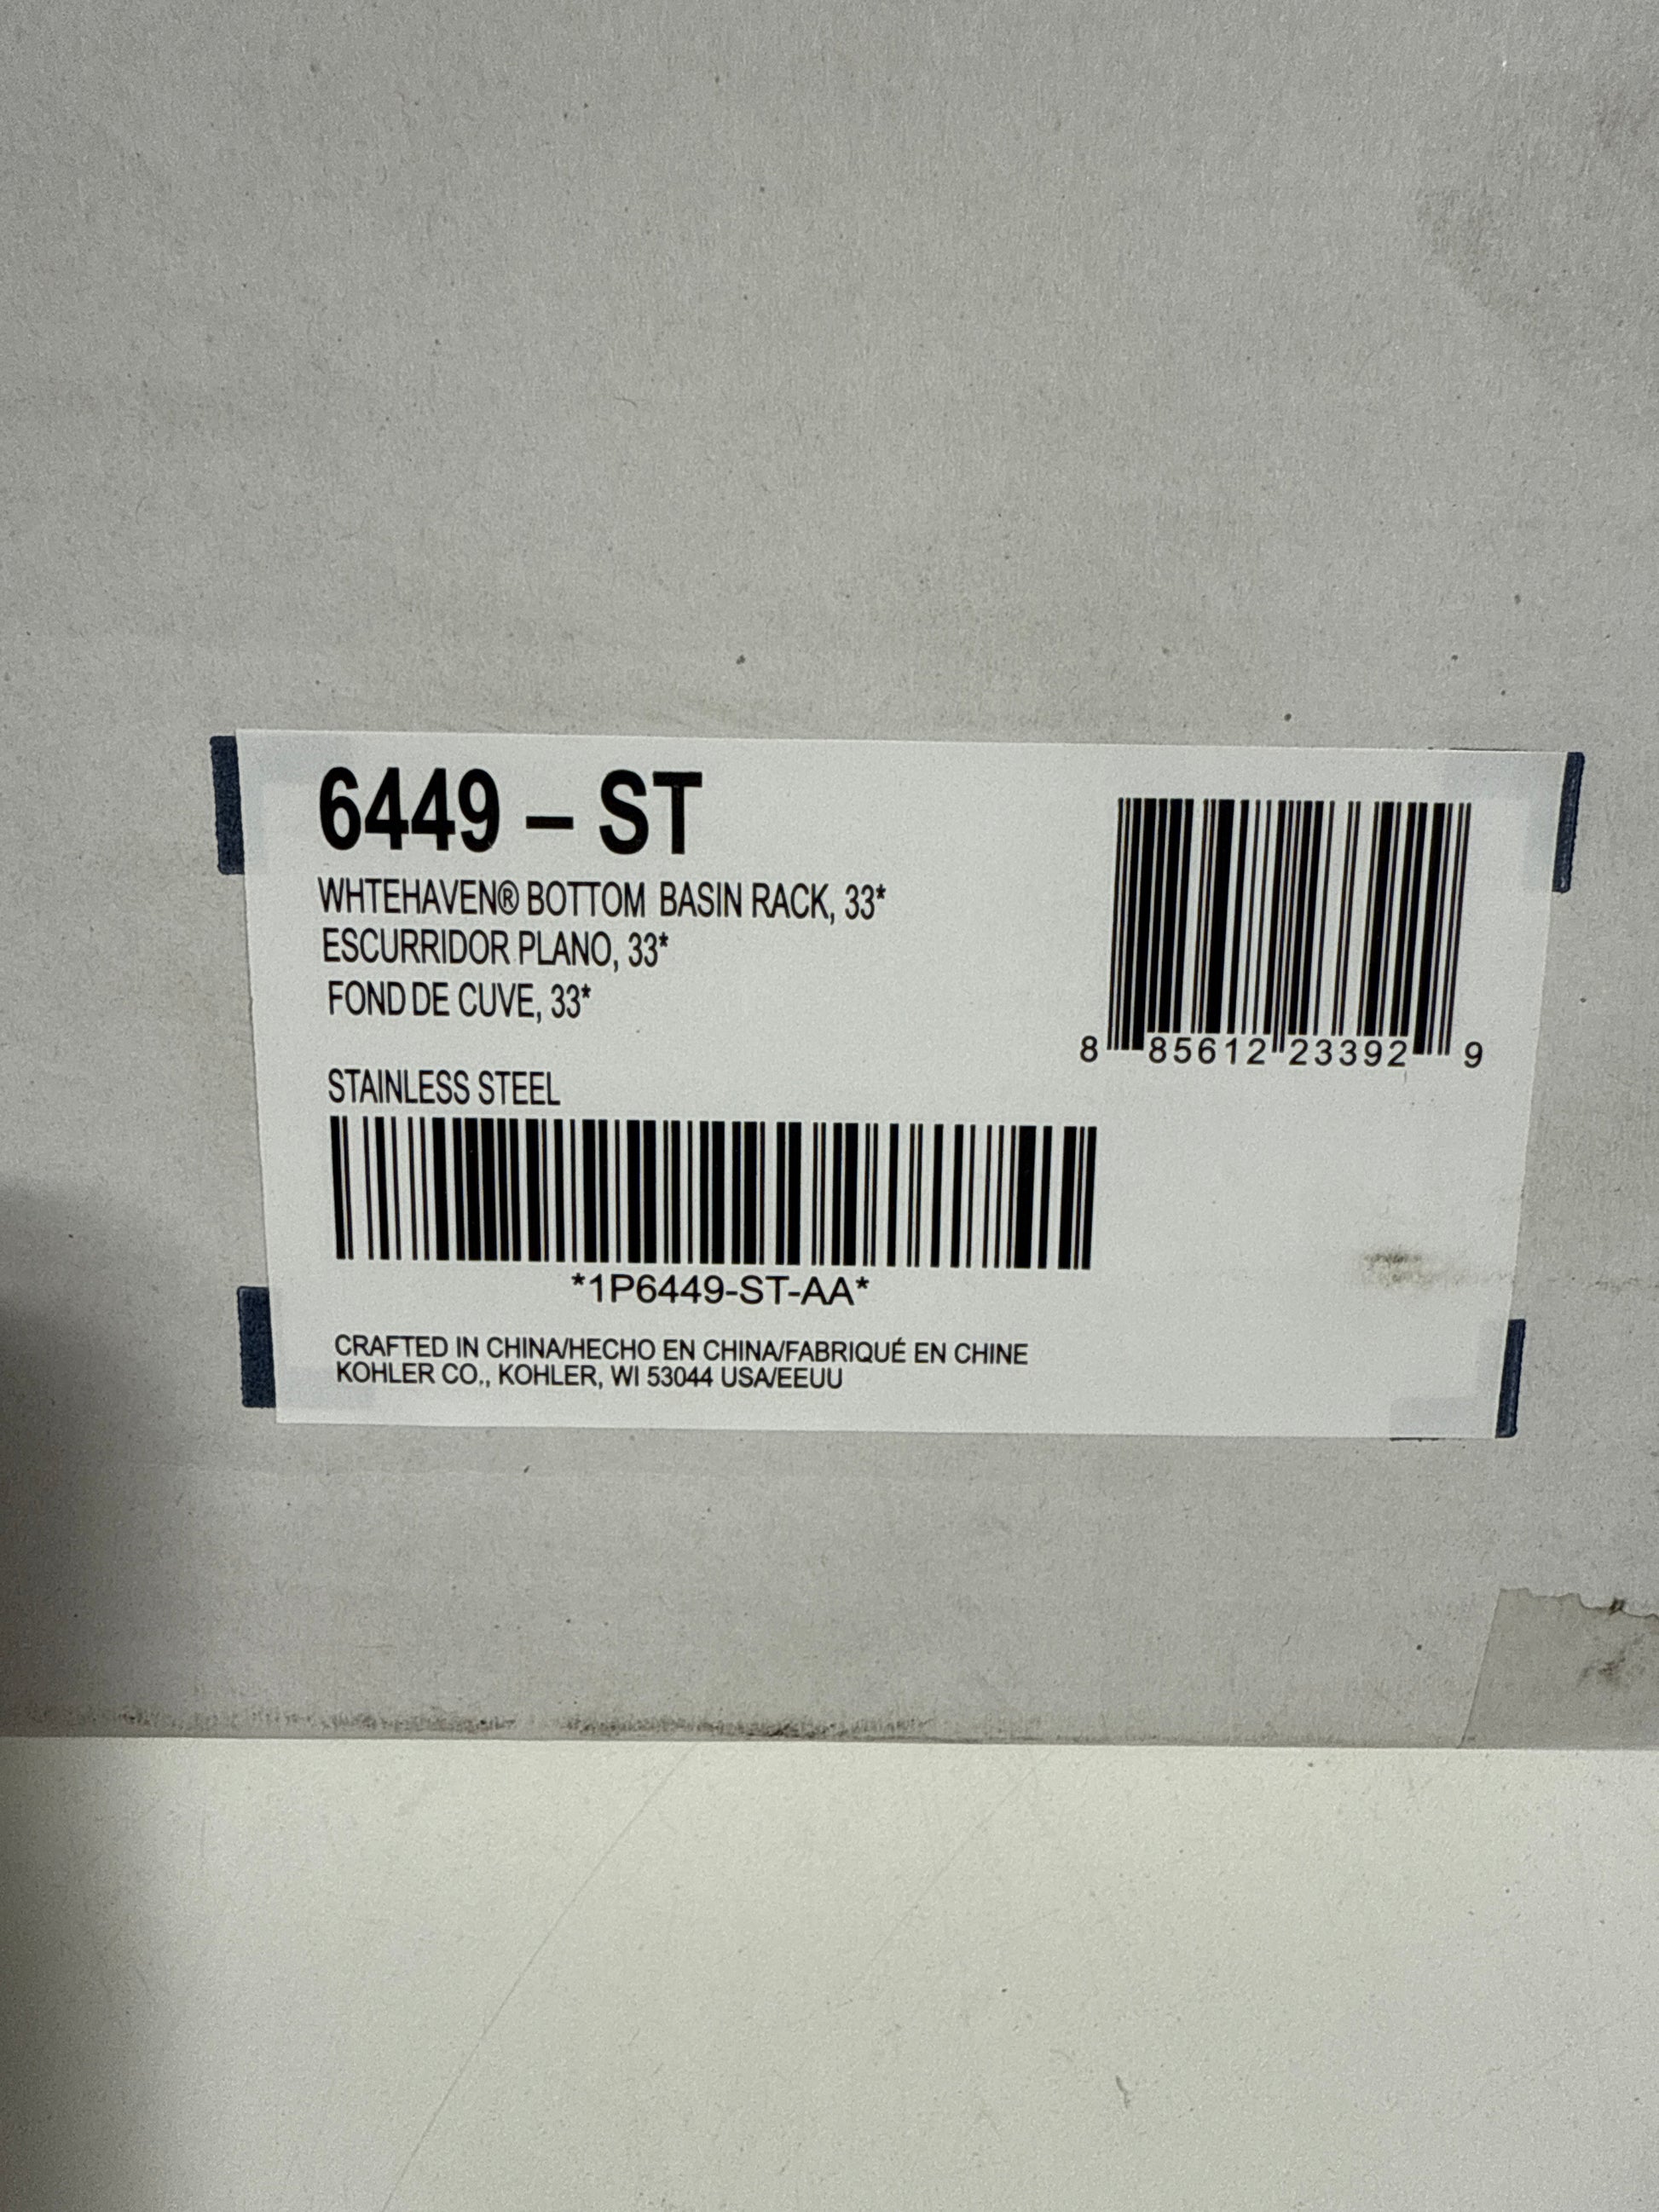 6449 – ST
WHTEHAVEN® BOTTOM BASIN RACK, 33*
ESCURRIDOR PLANO, 33*
FOND DE CUVE, 33*
8 85612 23392 9
STAINLESS STEEL
*1P6449-ST-AA*
CRAFTED IN CHINA/HECHO EN CHINA/FABRIQUÉ EN CHINE
KOHLER CO., KOHLER, WI 53044 USA/EEUU